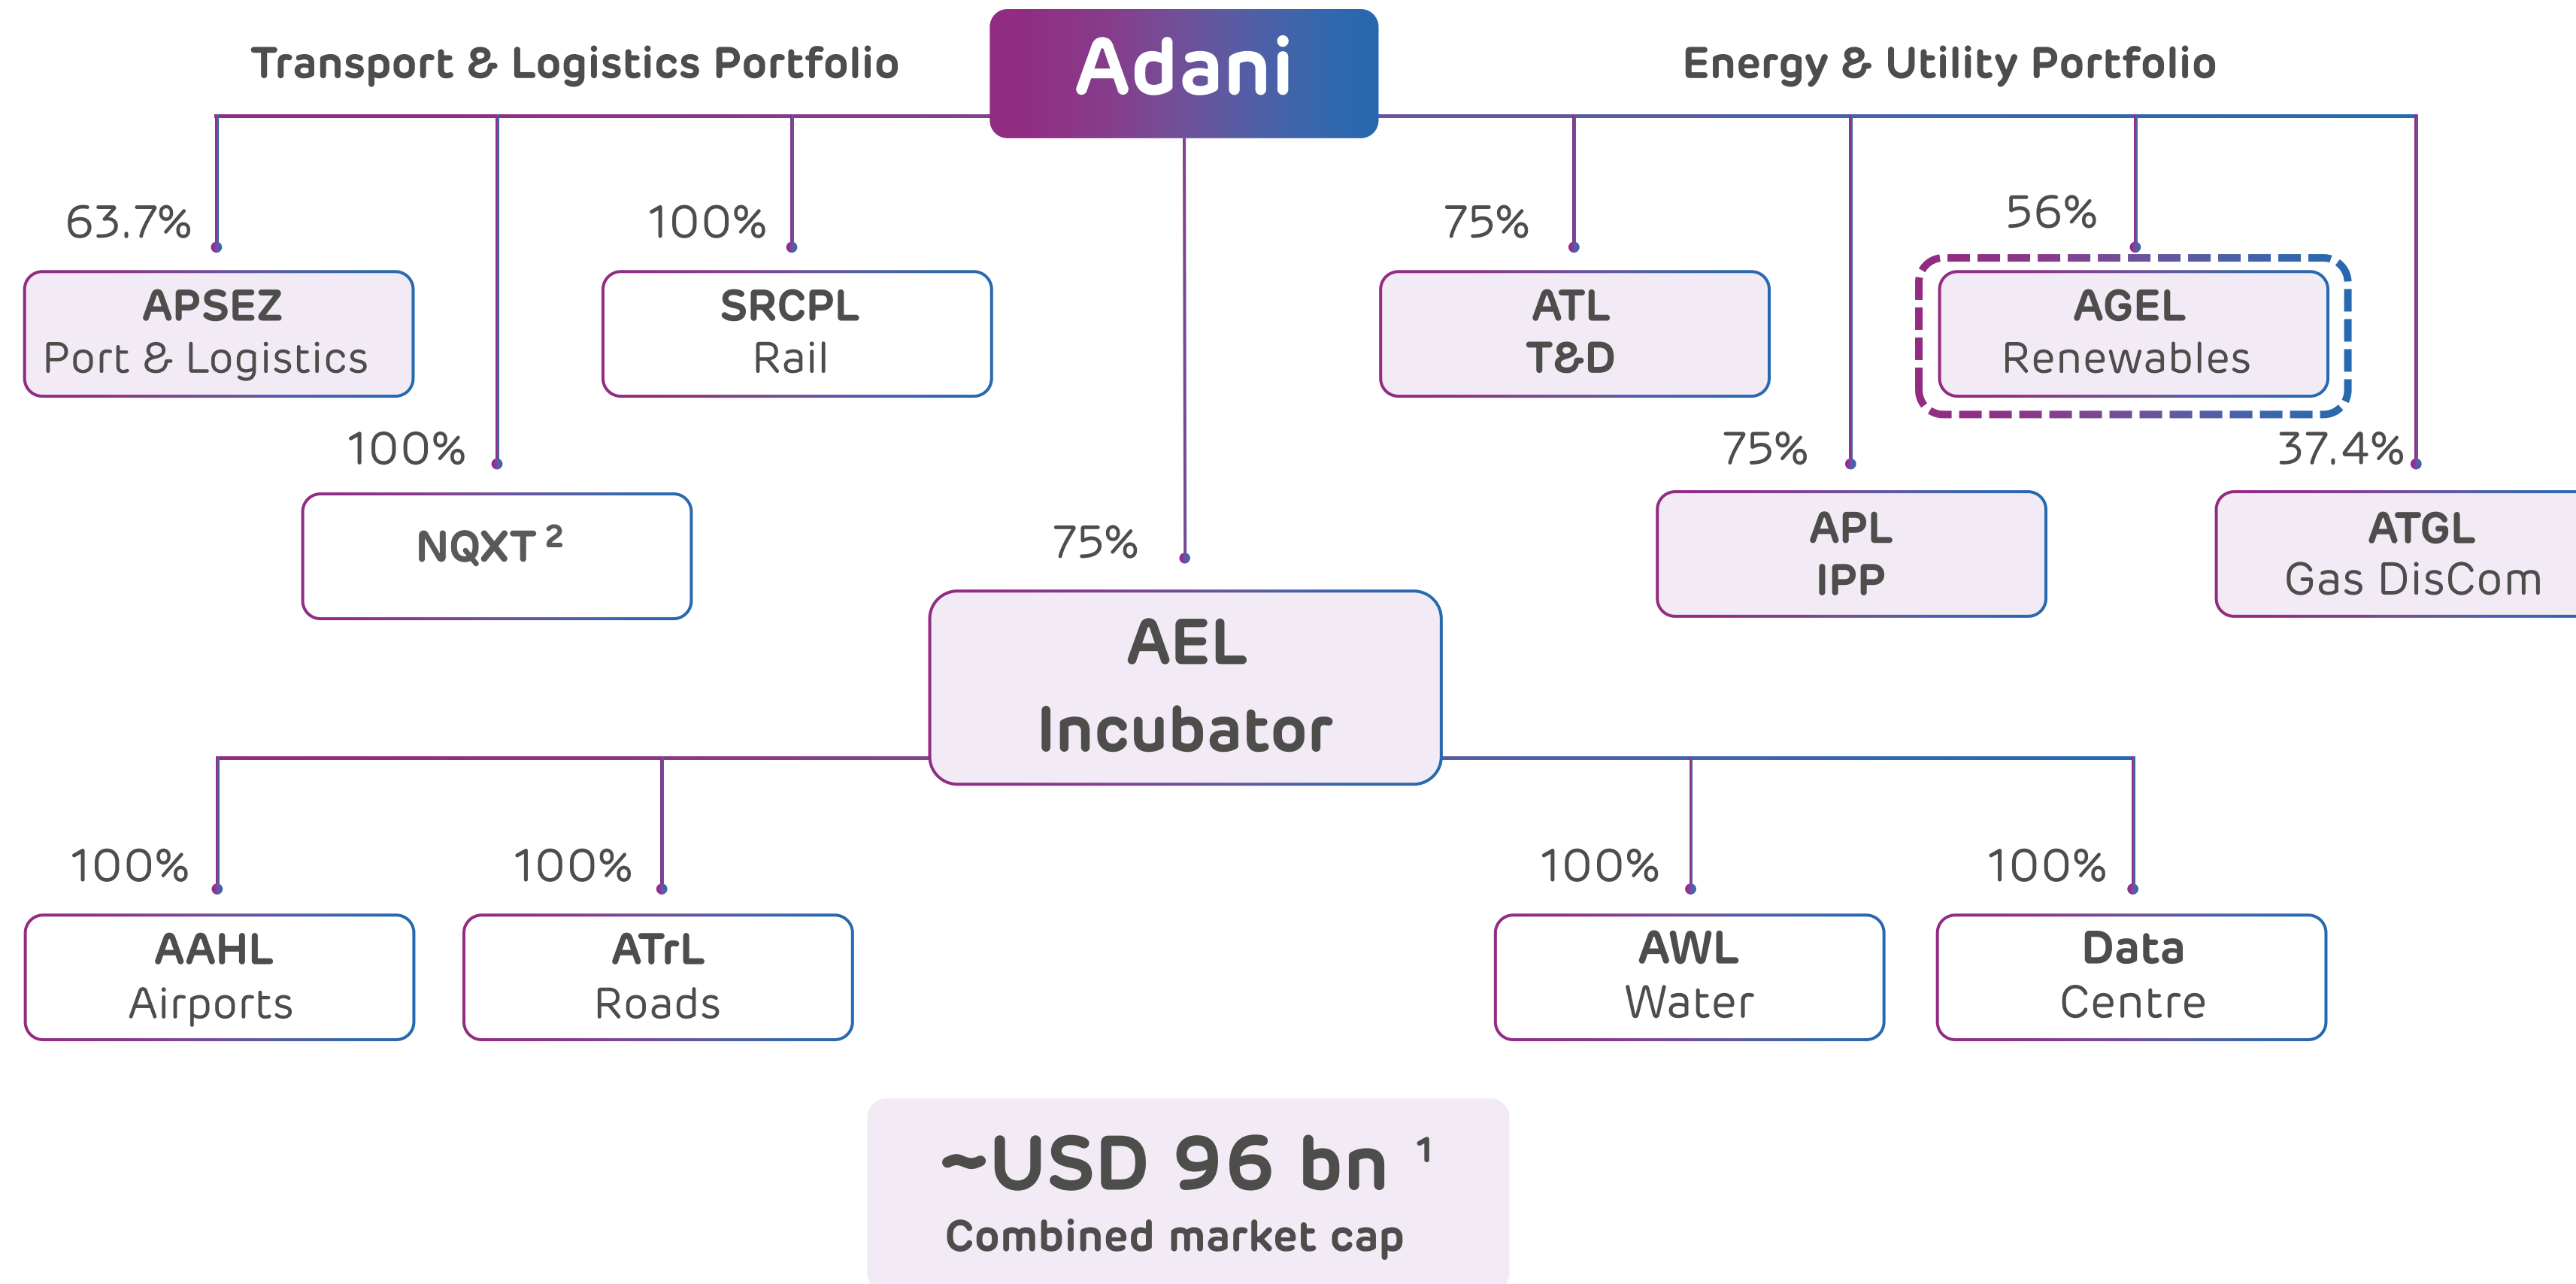 Transport & Logistics Portfolio
Adani
Energy & Utility Portfolio
63.7%
APSEZ
Port & Logistics
100%
NQXT 2
100%
SRCPL
Rail
75%
AEL
Incubator
75%
ATL
T&D
75%
APL
IPP
56%
AGEL
Renewables
37.4%
ATGL
Gas DisCom
100%
AAHL
Airports
100%
ATrL
Roads
100%
AWL
Water
100%
Data
Centre
~USD 96 bn 1
Combined market cap